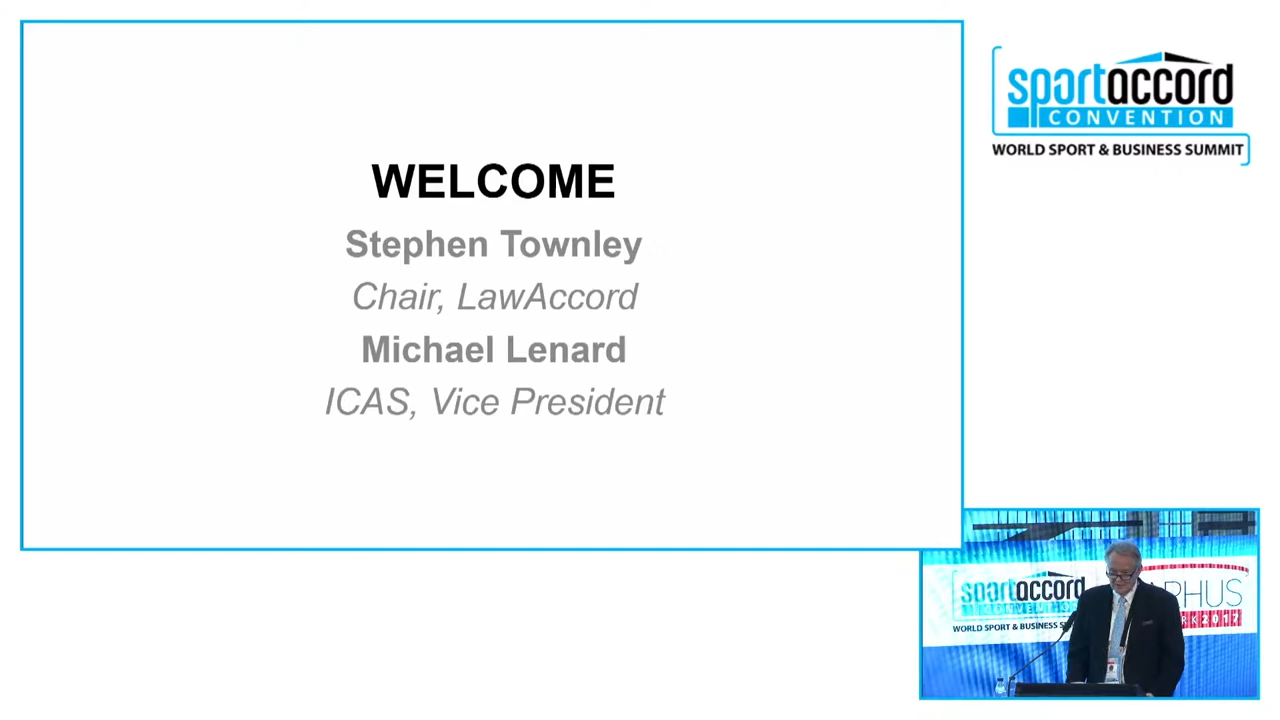 WELCOME
Stephen Townley
Chair, LawAccord
Michael Lenard
ICAS, Vice President
sportaccord
CONVENTION
WORLD SPORT & BUSINESS SUMMIT
sportaccord
WORLD SPORT & BUSINESS